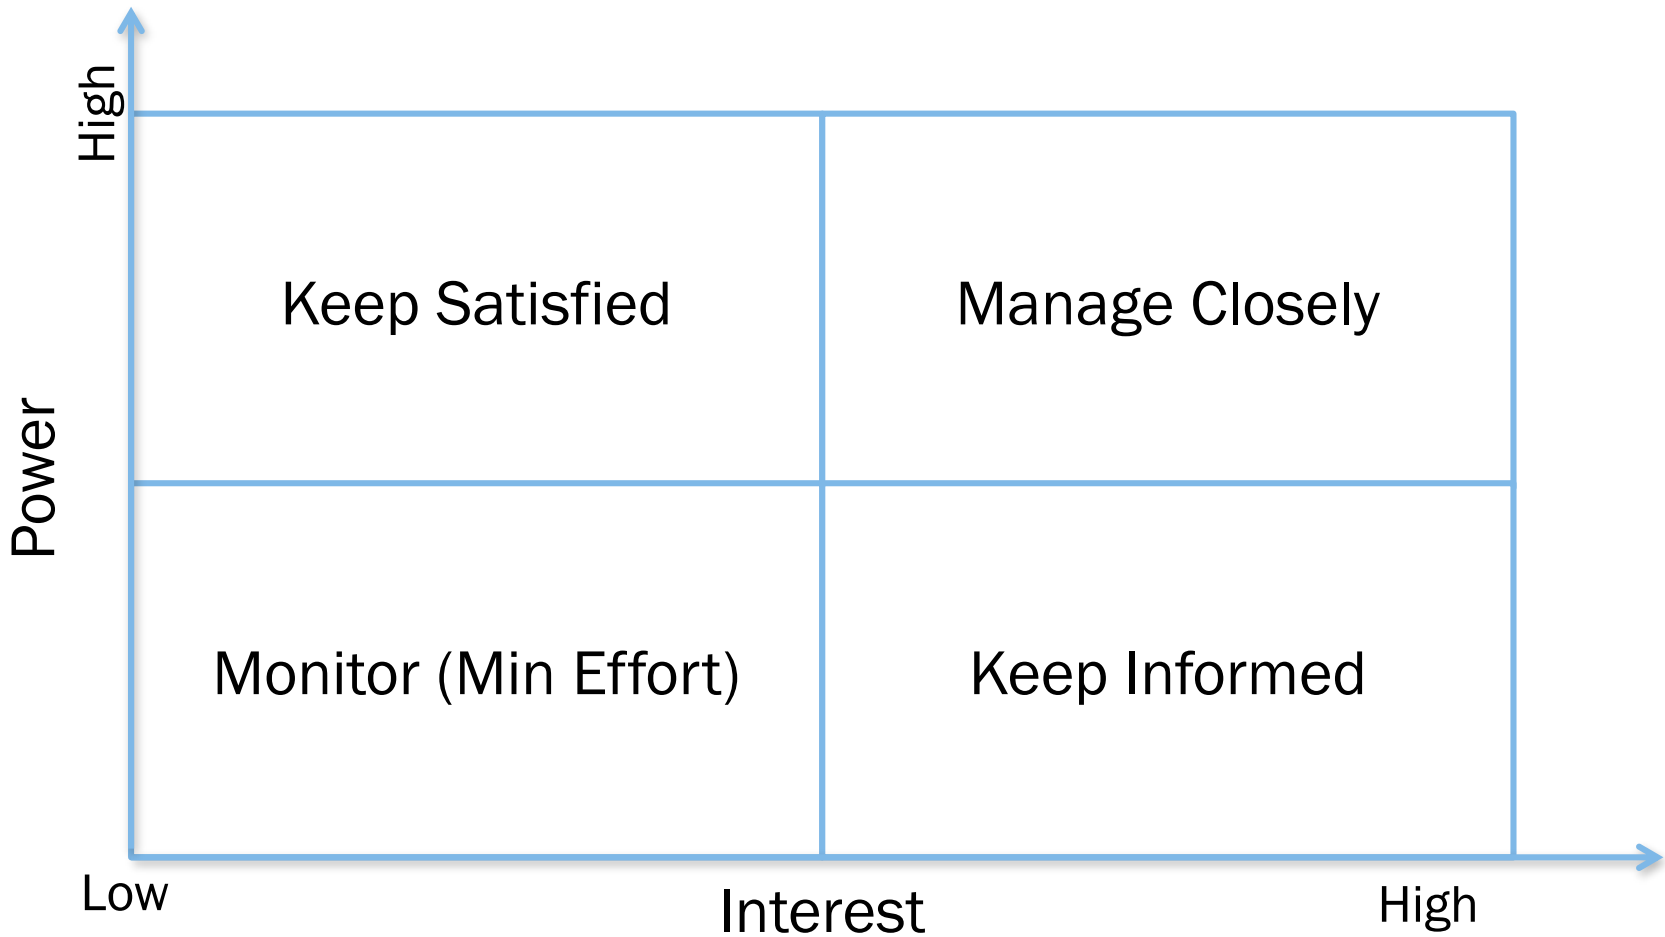 High
Keep Satisfied
Manage Closely
Power
Monitor (Min Effort)
Keep Informed
Low
Interest
High